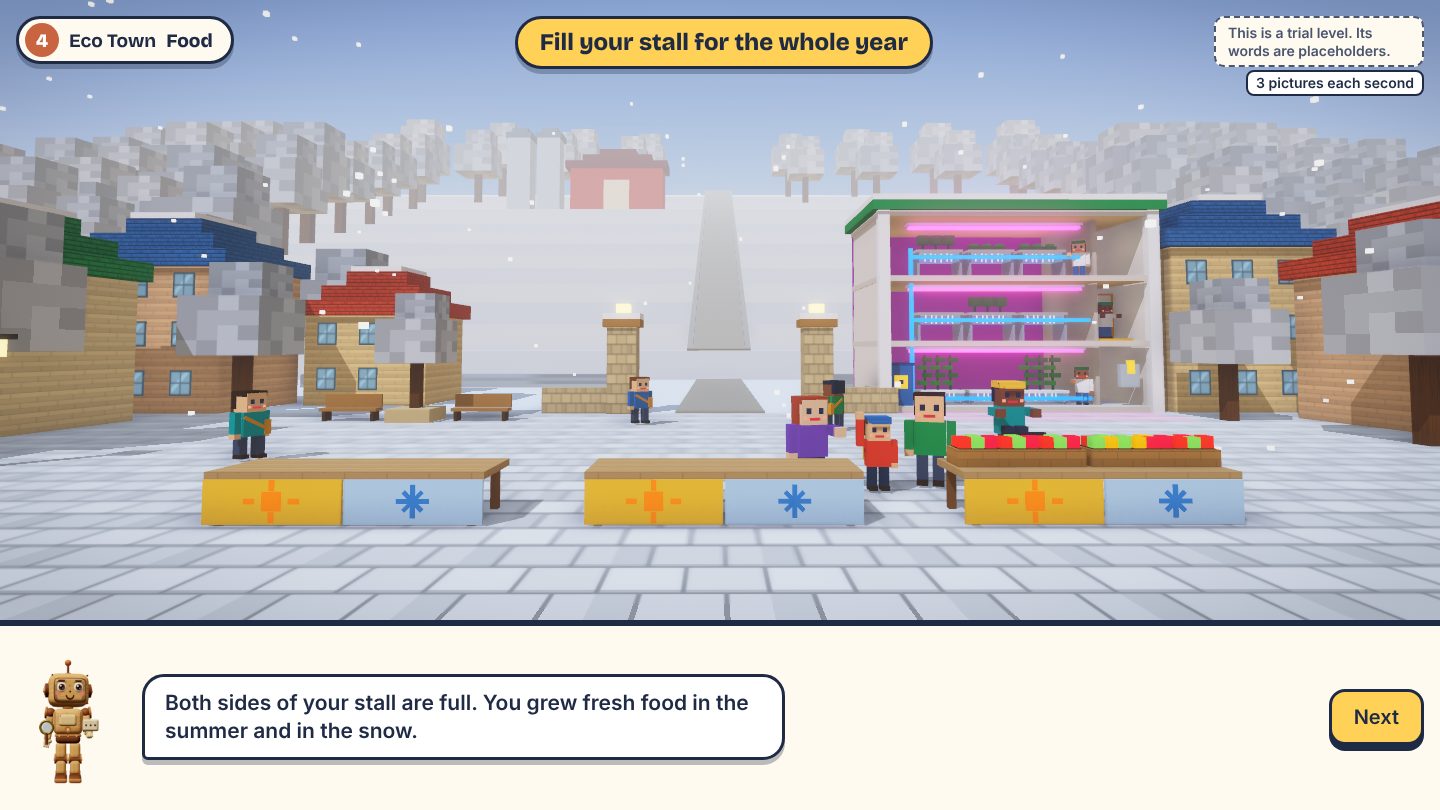 4 Eco Town Food
Fill your stall for the whole year
This is a trial level. Its
words are placeholders.
3 pictures each second
Both sides of your stall are full. You grew fresh food in the
summer and in the snow.
Next